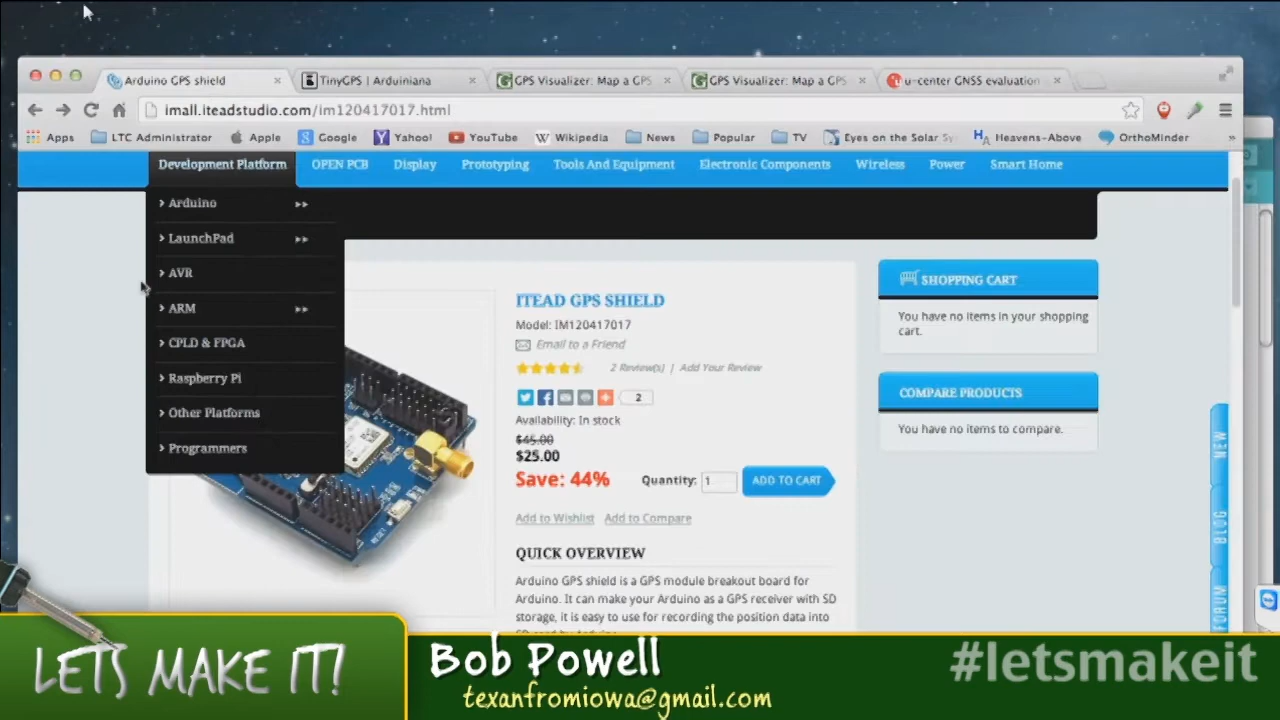 Arduino GPS shield
TinyGPS | Arduiniana
GPS Visualizer: Map a GPS
GPS Visualizer: Map a GPS
u-center GNSS evaluation
imall.iteadstudio.com/im120417017.html
Apps
LTC Administrator
Apple
Google
Yahoo!
YouTube
Wikipedia
News
Popular
TV
Eyes on the Solar Sy
Heavens-Above
OrthoMinder
»
Development Platform
OPEN PCB
Display
Prototyping
Tools And Equipment
Electronic Components
Wireless
Power
Smart Home
Arduino
LaunchPad
AVR
ARM
CPLD & FPGA
Raspberry Pi
Other Platforms
Programmers
ITEAD GPS SHIELD
Model: IM120417017
Email to a Friend
2 Review(s) | Add Your Review
2
Availability: In stock
$45.00
$25.00
Save: 44%
Quantity: 1
ADD TO CART
Add to Wishlist
Add to Compare
QUICK OVERVIEW
Arduino GPS shield is a GPS module breakout board for
Arduino. It can make your Arduino as a GPS receiver with SD
storage, it is easy to use for recording the position data into
SHOPPING CART
You have no items in your shopping
cart.
COMPARE PRODUCTS
You have no items to compare.
NEW
BLOG
FORUM
LETS MAKE IT!
Bob Powell
texanfromiowa@gmail.com
#letsmakeit